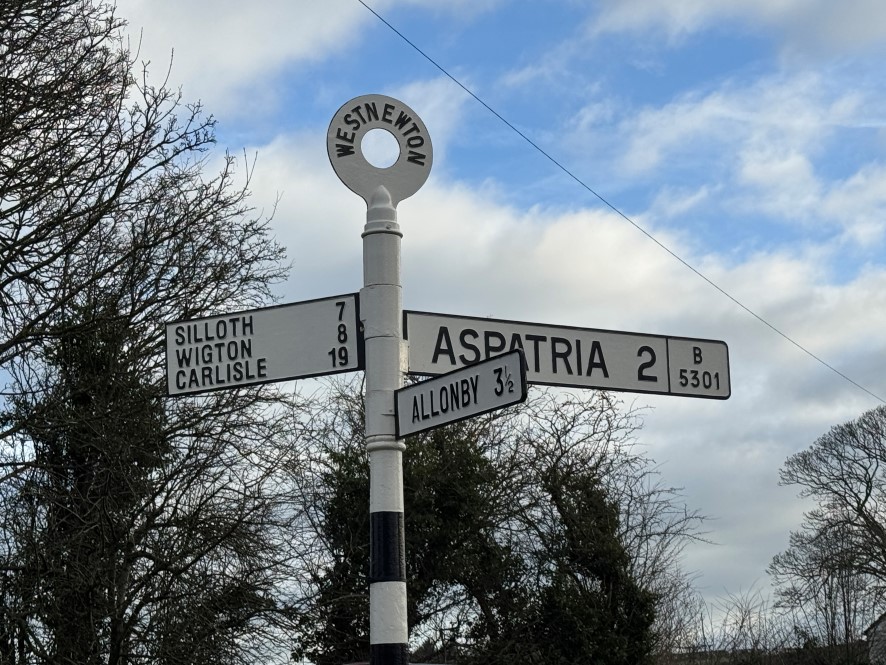 WESTNEWTON
SILLOTH 7
WIGTON 8
CARLISLE 19
ASPATRIA 2
B
5301
ALLONBY 3½